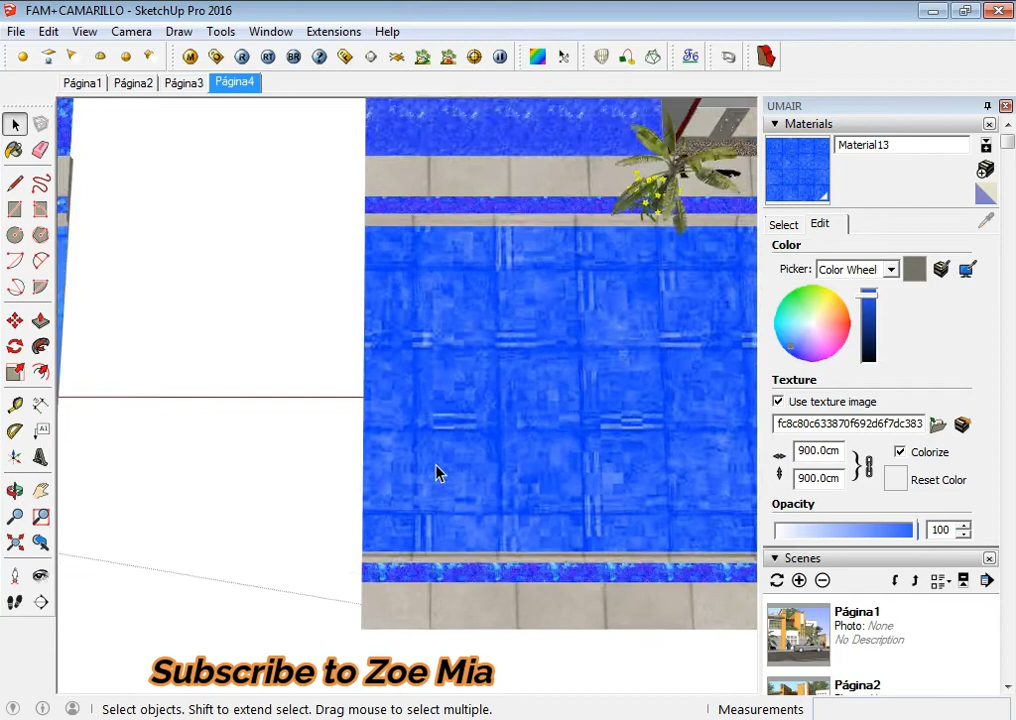 FAM+CAMARILLO - SketchUp Pro 2016
File Edit View Camera Draw Tools Window Extensions Help
M R RT BR
Página1 Página2 Página3 Página4
UMAIR
Materials
Material13
Select Edit
Color
Picker: Color Wheel
Texture
Use texture image
fc8c80c633870f692d6f7dc383
900.0cm
Colorize
900.0cm
Reset Color
Opacity
100
Scenes
Página1
Photo: None
No Description
Página2
Subscribe to Zoe Mia
Select objects. Shift to extend select. Drag mouse to select multiple.
Measurements